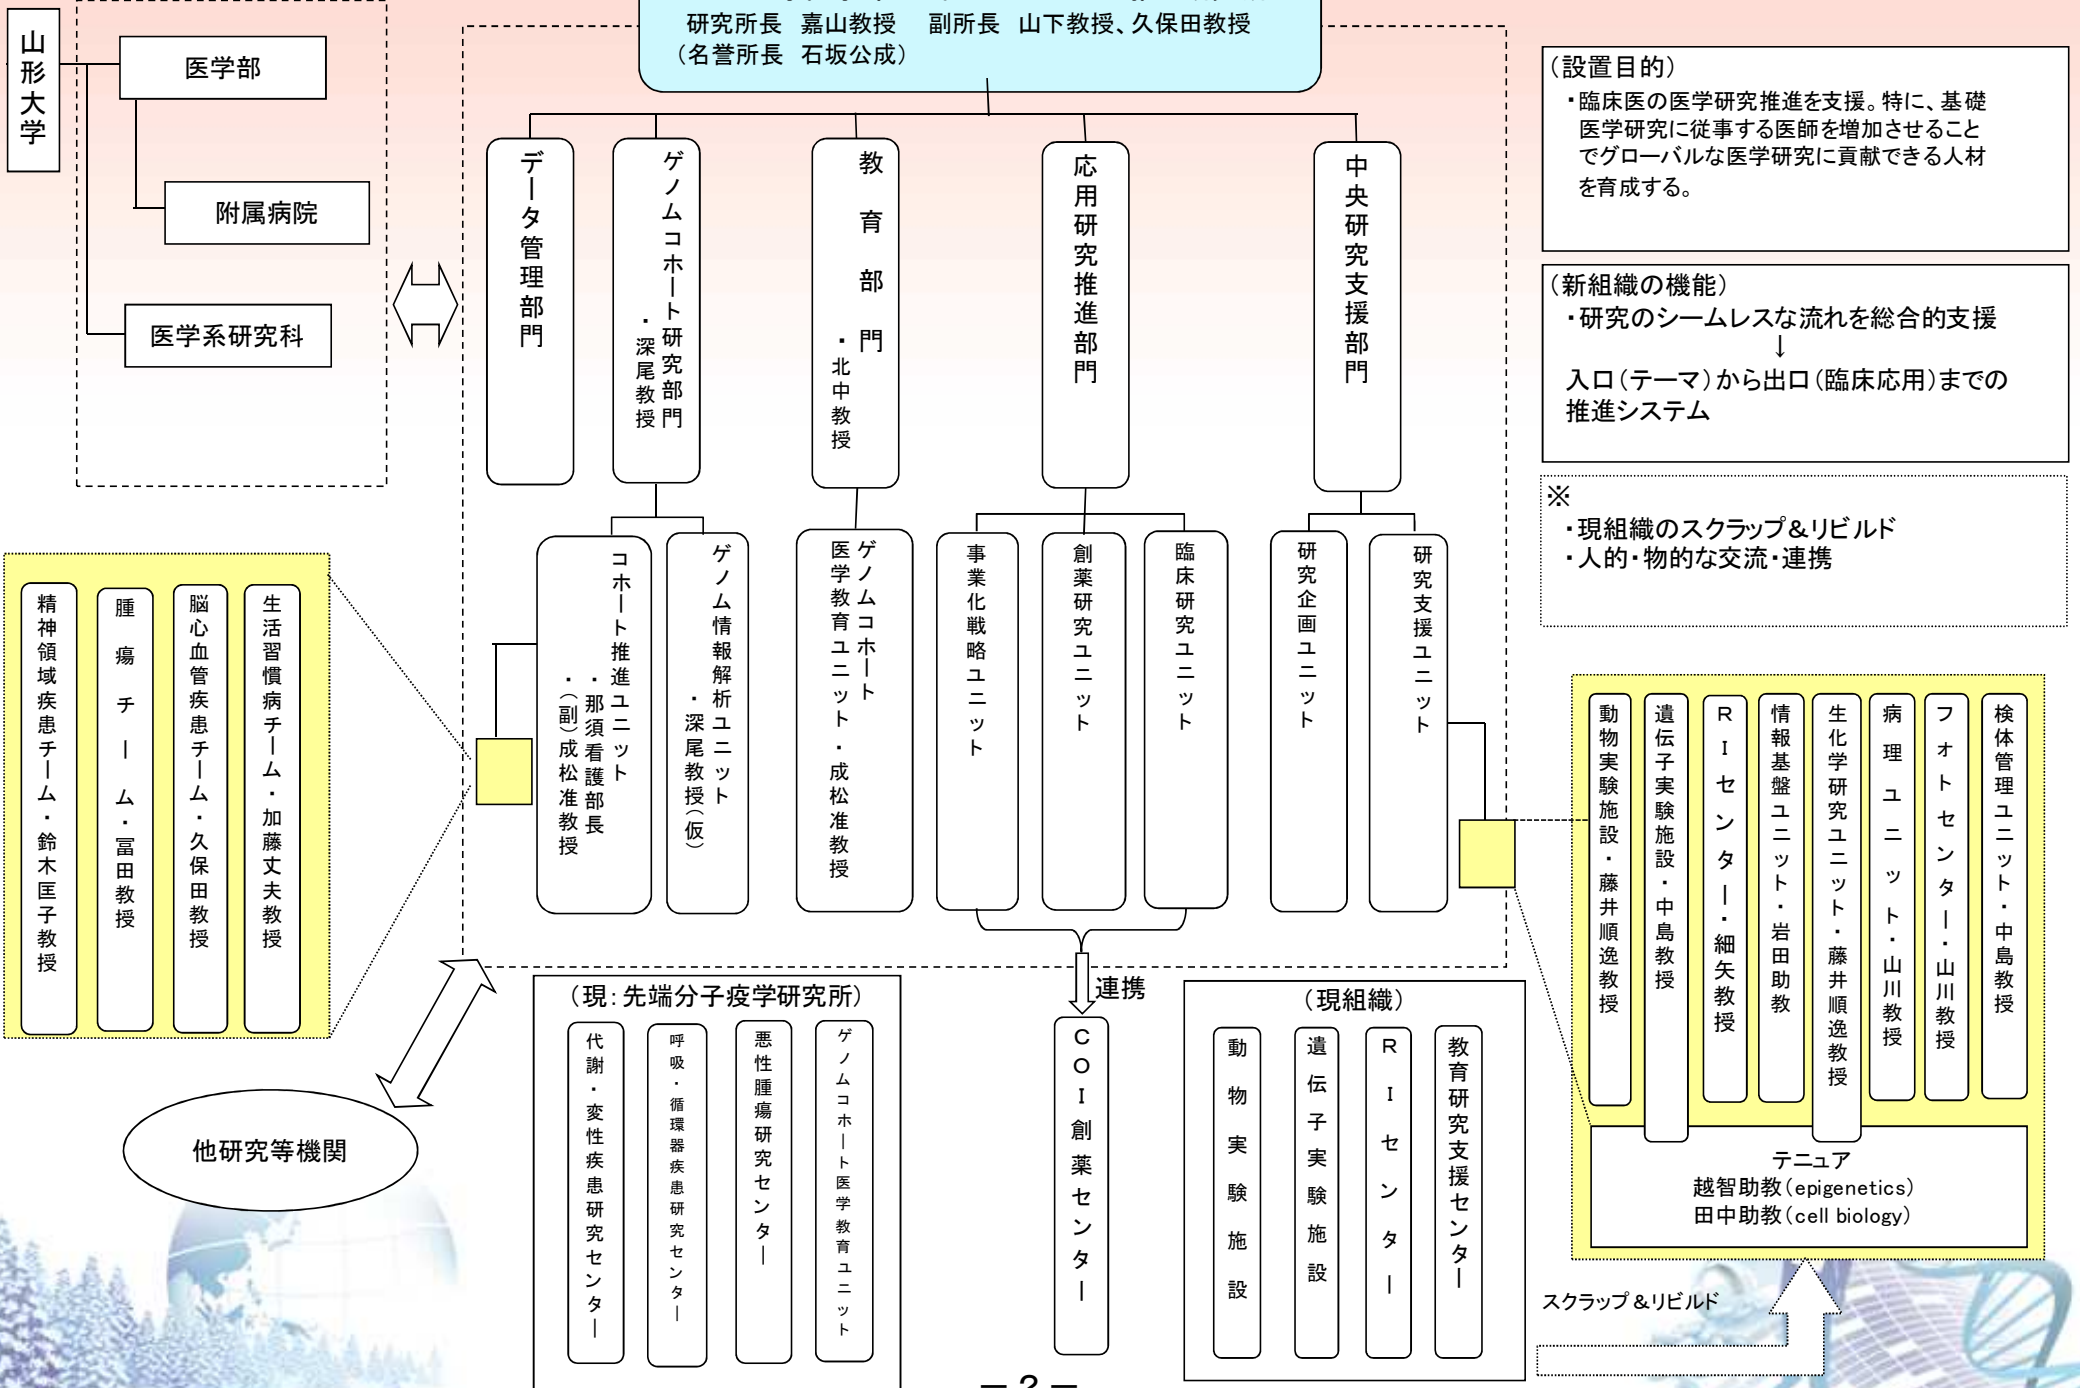 研究所長 嘉山教授 副所長 山下教授、久保田教授
（名誉所長 石坂公成）
山形大学
医学部
附属病院
医学系研究科
データ管理部門
ゲノムコホート研究部門
・深尾教授
教育部門
・北中教授
応用研究推進部門
中央研究支援部門
（設置目的）
・臨床医の医学研究推進を支援。特に、基礎
医学研究に従事する医師を増加させること
でグローバルな医学研究に貢献できる人材
を育成する。
（新組織の機能）
・研究のシームレスな流れを総合的支援
↓
入口（テーマ）から出口（臨床応用）までの
推進システム
※
・現組織のスクラップ＆リビルド
・人的・物的な交流・連携
コホート推進ユニット
・那須看護部長
・（副）成松准教授
ゲノム情報解析ユニット
・深尾教授（仮）
ゲノムコホート
医学教育ユニット・成松准教授
事業化戦略ユニット
創薬研究ユニット
臨床研究ユニット
研究企画ユニット
研究支援ユニット
精神領域疾患チーム・鈴木匡子教授
腫瘍チーム・冨田教授
脳心血管疾患チーム・久保田教授
生活習慣病チーム・加藤丈夫教授
動物実験施設・藤井順逸教授
遺伝子実験施設・中島教授
ＲＩセンター・細矢教授
情報基盤ユニット・岩田助教
生化学研究ユニット・藤井順逸教授
病理ユニット・山川教授
フォトセンター・山川教授
検体管理ユニット・中島教授
テニュア
越智助教（epigenetics）
田中助教（cell biology）
他研究等機関
（現：先端分子疫学研究所）
代謝・変性疾患研究センター
呼吸・循環器疾患研究センター
悪性腫瘍研究センター
ゲノムコホート医学教育ユニット
連携
ＣＯＩ創薬センター
（現組織）
動物実験施設
遺伝子実験施設
ＲＩセンター
教育研究支援センター
スクラップ＆リビルド